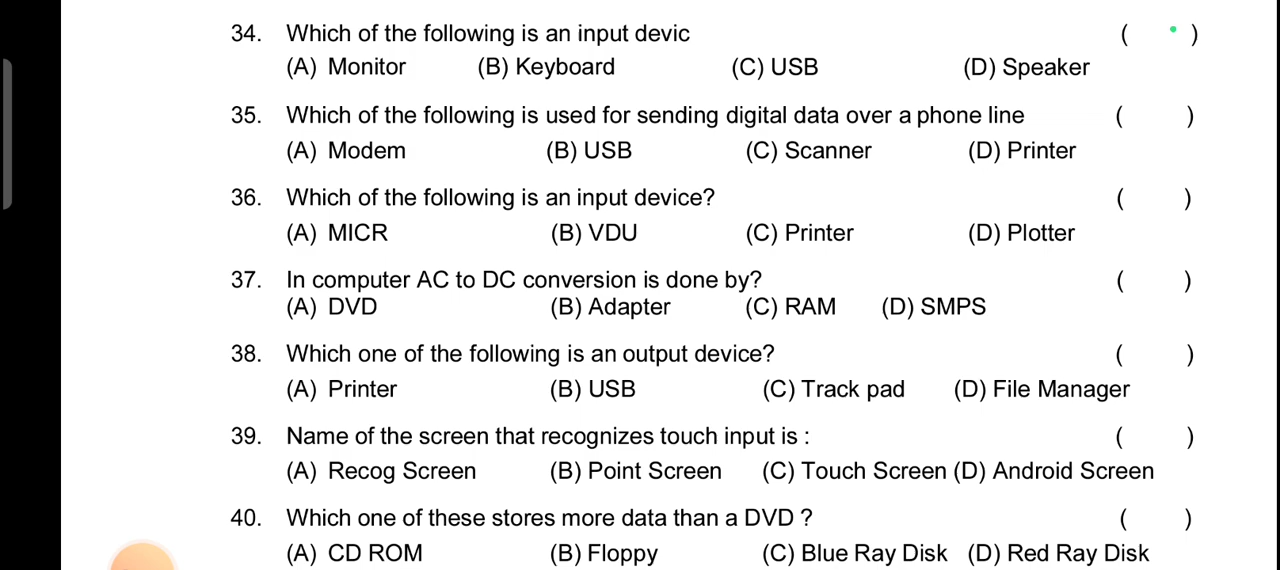 34. Which of the following is an input devic ( )
(A) Monitor (B) Keyboard (C) USB (D) Speaker
35. Which of the following is used for sending digital data over a phone line ( )
(A) Modem (B) USB (C) Scanner (D) Printer
36. Which of the following is an input device? ( )
(A) MICR (B) VDU (C) Printer (D) Plotter
37. In computer AC to DC conversion is done by? ( )
(A) DVD (B) Adapter (C) RAM (D) SMPS
38. Which one of the following is an output device? ( )
(A) Printer (B) USB (C) Track pad (D) File Manager
39. Name of the screen that recognizes touch input is : ( )
(A) Recog Screen (B) Point Screen (C) Touch Screen (D) Android Screen
40. Which one of these stores more data than a DVD ? ( )
(A) CD ROM (B) Floppy (C) Blue Ray Disk (D) Red Ray Disk